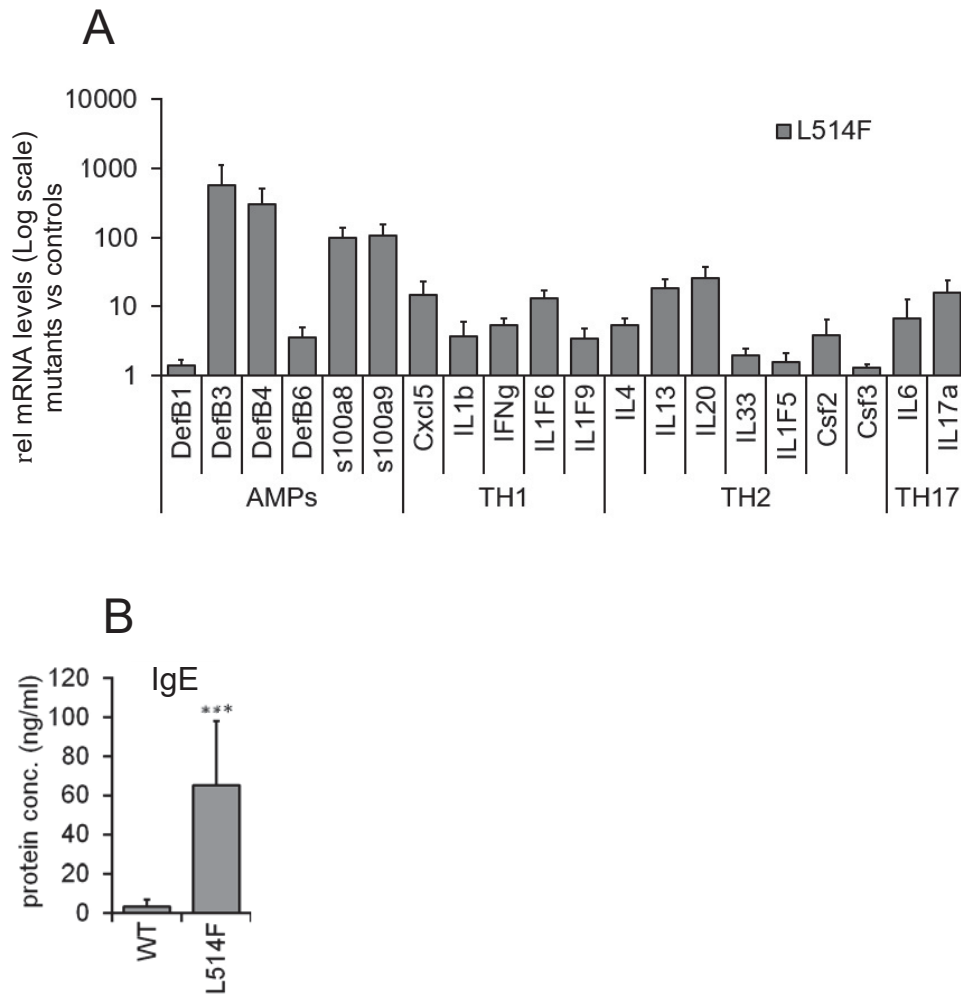 A
rel mRNA levels (Log scale)
mutants vs controls
10000
1000
100
10
1
L514F
DefB1
DefB3
DefB4
DefB6
s100a8
s100a9
Cxcl5
IL1b
IFNg
IL1F6
IL1F9
IL4
IL13
IL20
IL33
IL1F5
Csf2
Csf3
IL6
IL17a
AMPs
TH1
TH2
TH17
B
IgE
***
protein conc. (ng/ml)
120
100
80
60
40
20
0
WT
L514F